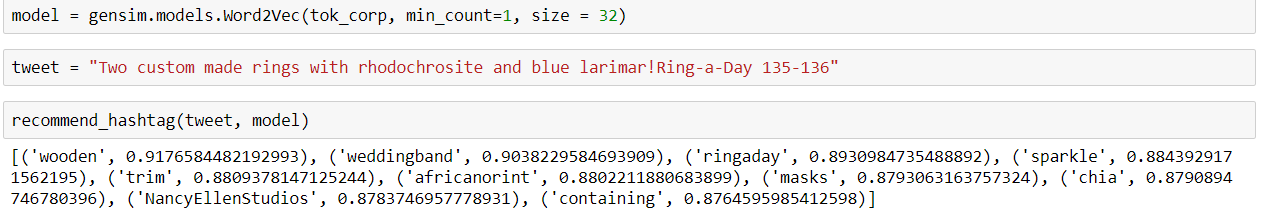 model = gensim.models.Word2Vec(tok_corp, min_count=1, size = 32)
tweet = "Two custom made rings with rhodochrosite and blue larimar!Ring-a-Day 135-136"
recommend_hashtag(tweet, model)
[('wooden', 0.9176584482192993), ('weddingband', 0.9038229584693909), ('ringaday', 0.8930984735488892), ('sparkle', 0.884392917
1562195), ('trim', 0.8809378147125244), ('africanorint', 0.8802211880683899), ('masks', 0.8793063163757324), ('chia', 0.8790894
746780396), ('NancyEllenStudios', 0.8783746957778931), ('containing', 0.8764595985412598)]